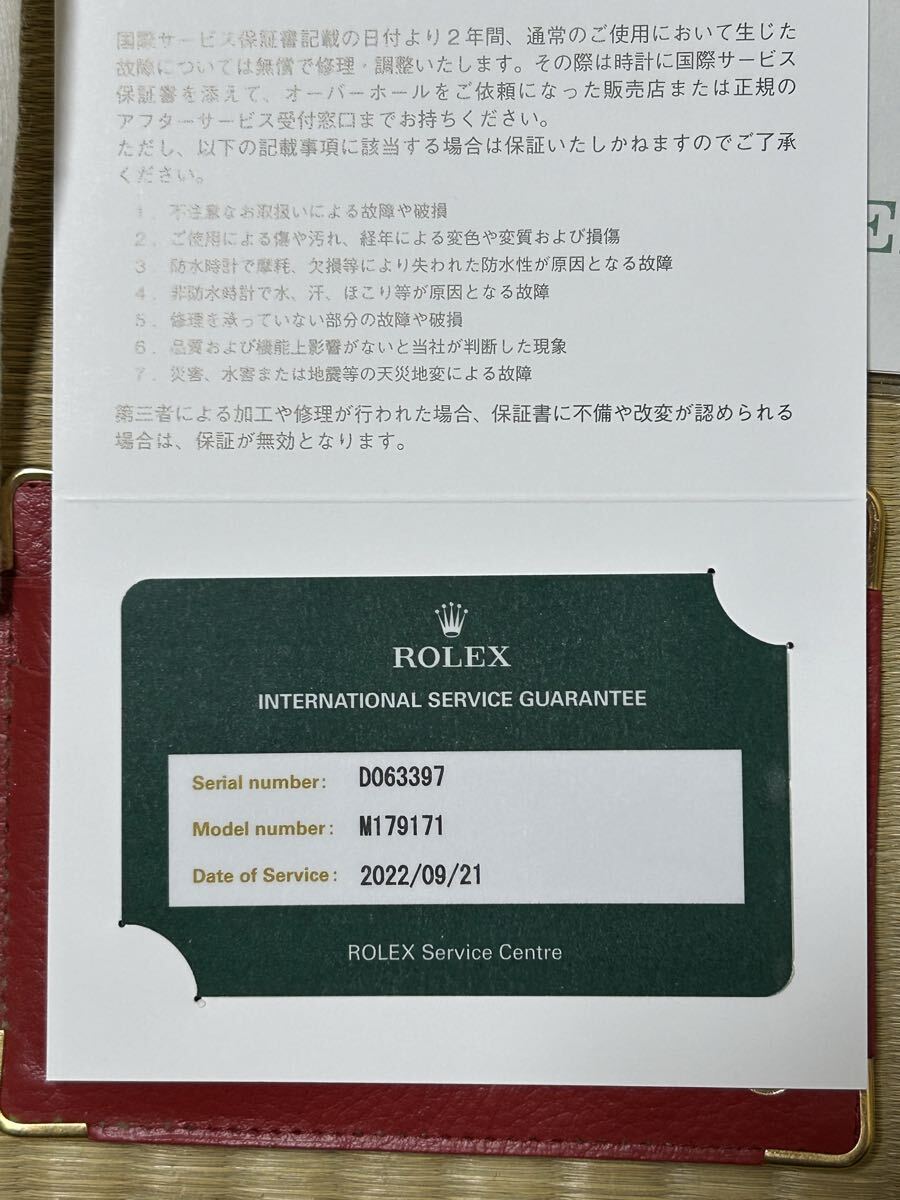 国際サービス保証書記載の日付より2年間、通常のご使用において生じた
故障については無償で修理・調整いたします。その際は時計に国際サービス
保証書を添えて、オーバーホールをご依頼になった販売店または正規の
アフターサービス受付窓口までお持ちください。
ただし、以下の記載事項に該当する場合は保証いたしかねますのでご了承
ください。
1. 不注意なお取扱いによる故障や破損
2. ご使用による傷や汚れ、経年による変色や変質および損傷
3. 防水時計で摩耗、欠損等により失われた防水性が原因となる故障
4. 非防水時計で水、汗、ほこり等が原因となる故障
5. 修理を承っていない部分の故障や破損
6. 品質および機能上影響がないと当社が判断した現象
7. 災害、水害または地震等の天災地変による故障
第三者による加工や修理が行われた場合、保証書に不備や改変が認められる
場合は、保証が無効となります。
ROLEX
INTERNATIONAL SERVICE GUARANTEE
Serial number: D063397
Model number: M179171
Date of Service: 2022/09/21
ROLEX Service Centre